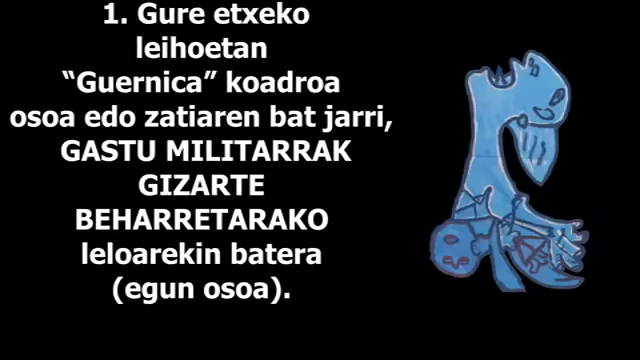 1. Gure etxeko
leihoetan
“Guernica” koadroa
osoa edo zatiaren bat jarri,
GASTU MILITARRAK
GIZARTE
BEHARRETARAKO
leloarekin batera
(egun osoa).